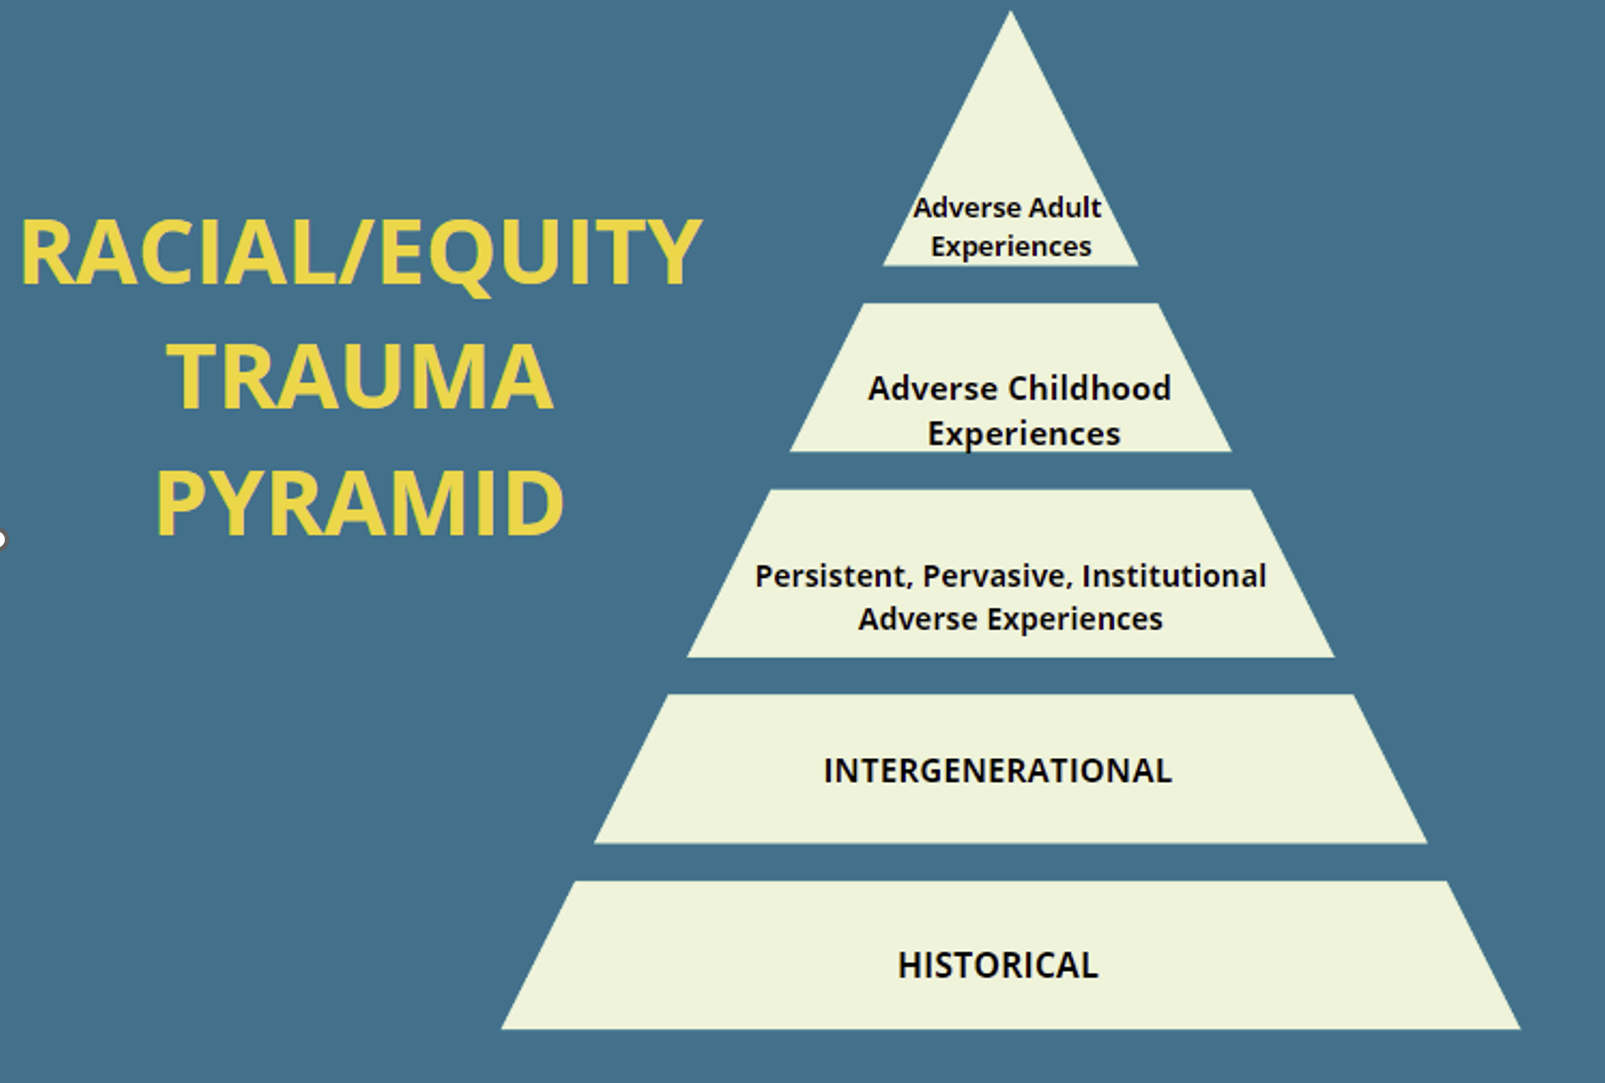 RACIAL/EQUITY
TRAUMA
PYRAMID
Adverse Adult
Experiences
Adverse Childhood
Experiences
Persistent, Pervasive, Institutional
Adverse Experiences
INTERGENERATIONAL
HISTORICAL